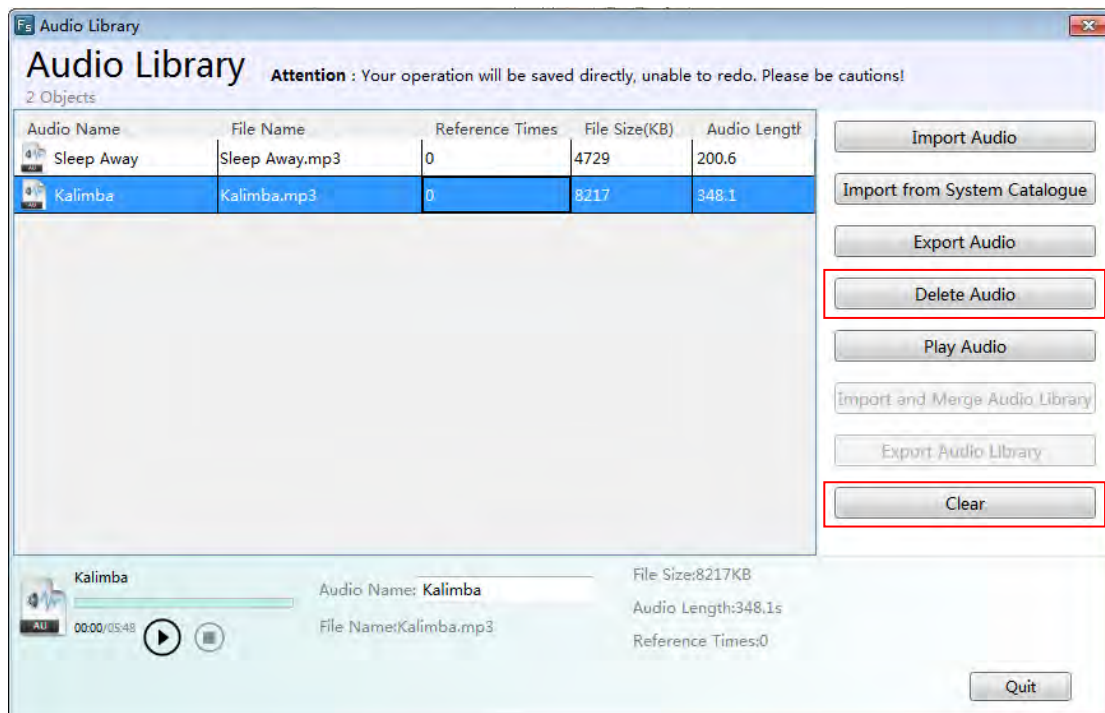 Fs Audio Library
Audio Library Attention : Your operation will be saved directly, unable to redo. Please be cautions!
2 Objects
Audio Name File Name Reference Times File Size(KB) Audio Length
Sleep Away Sleep Away.mp3 0 4729 200.6
Kalimba Kalimba.mp3 0 8217 348.1
Import Audio
Import from System Catalogue
Export Audio
Delete Audio
Play Audio
Import and Merge Audio Library
Export Audio Library
Clear
Kalimba
AU
00:00/05:48
Audio Name: Kalimba
File Name:Kalimba.mp3
File Size:8217KB
Audio Length:348.1s
Reference Times:0
Quit